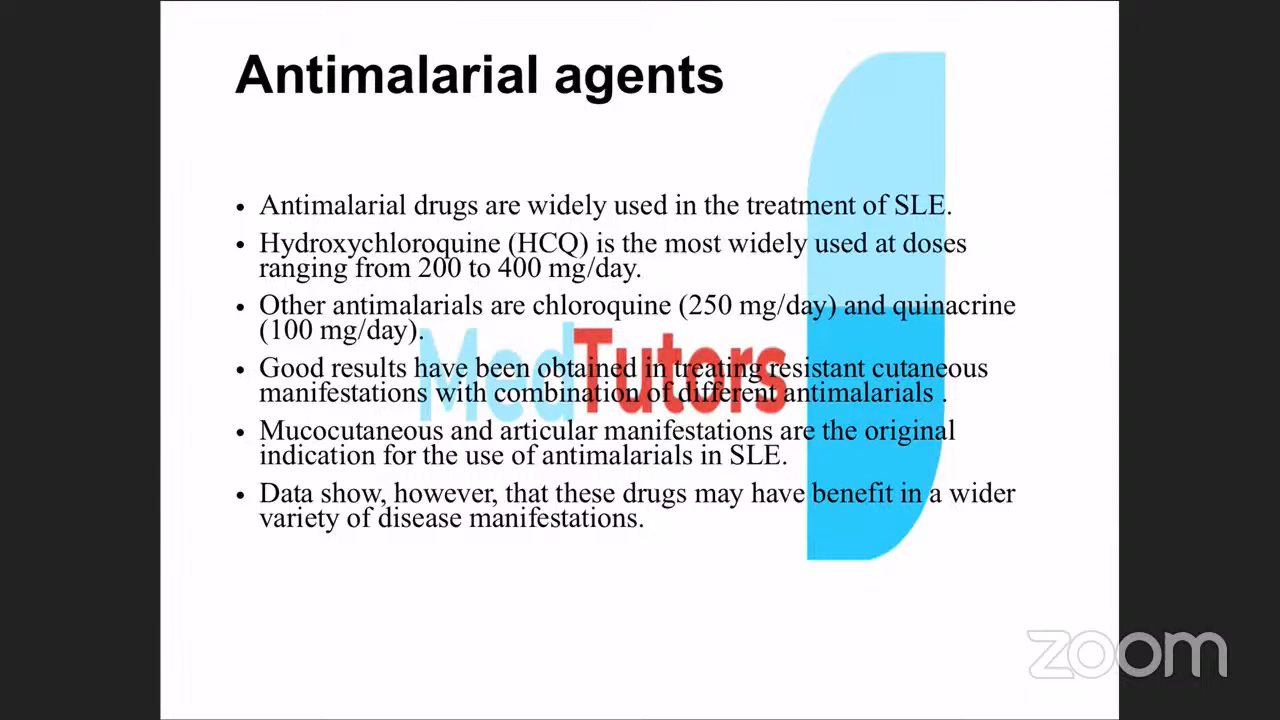 Antimalarial agents
• Antimalarial drugs are widely used in the treatment of SLE.
• Hydroxychloroquine (HCQ) is the most widely used at doses
ranging from 200 to 400 mg/day.
• Other antimalarials are chloroquine (250 mg/day) and quinacrine
(100 mg/day).
MedTutors
• Good results have been obtained in treating resistant cutaneous
manifestations with combination of different antimalarials .
• Mucocutaneous and articular manifestations are the original
indication for the use of antimalarials in SLE.
• Data show, however, that these drugs may have benefit in a wider
variety of disease manifestations.
zoom